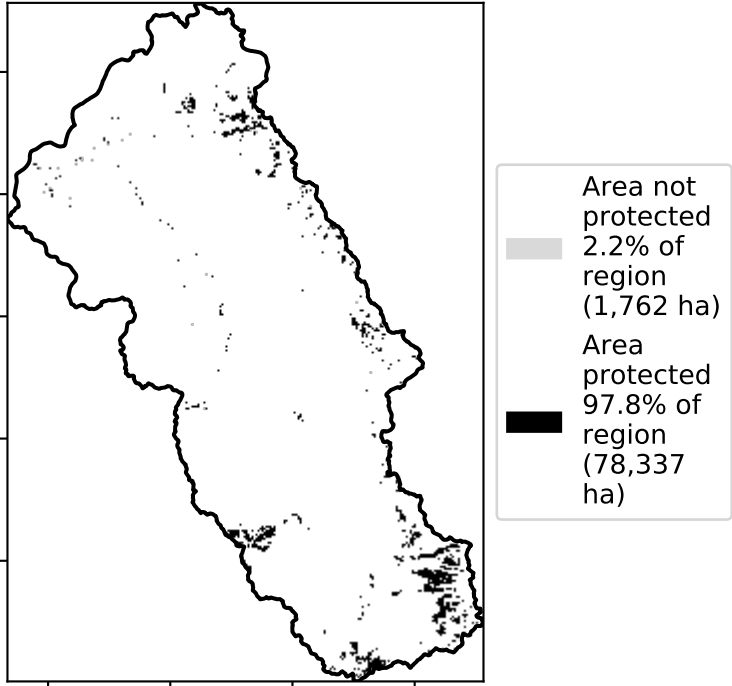 Area not
protected
2.2% of
region
(1,762 ha)
Area
protected
97.8% of
region
(78,337
ha)